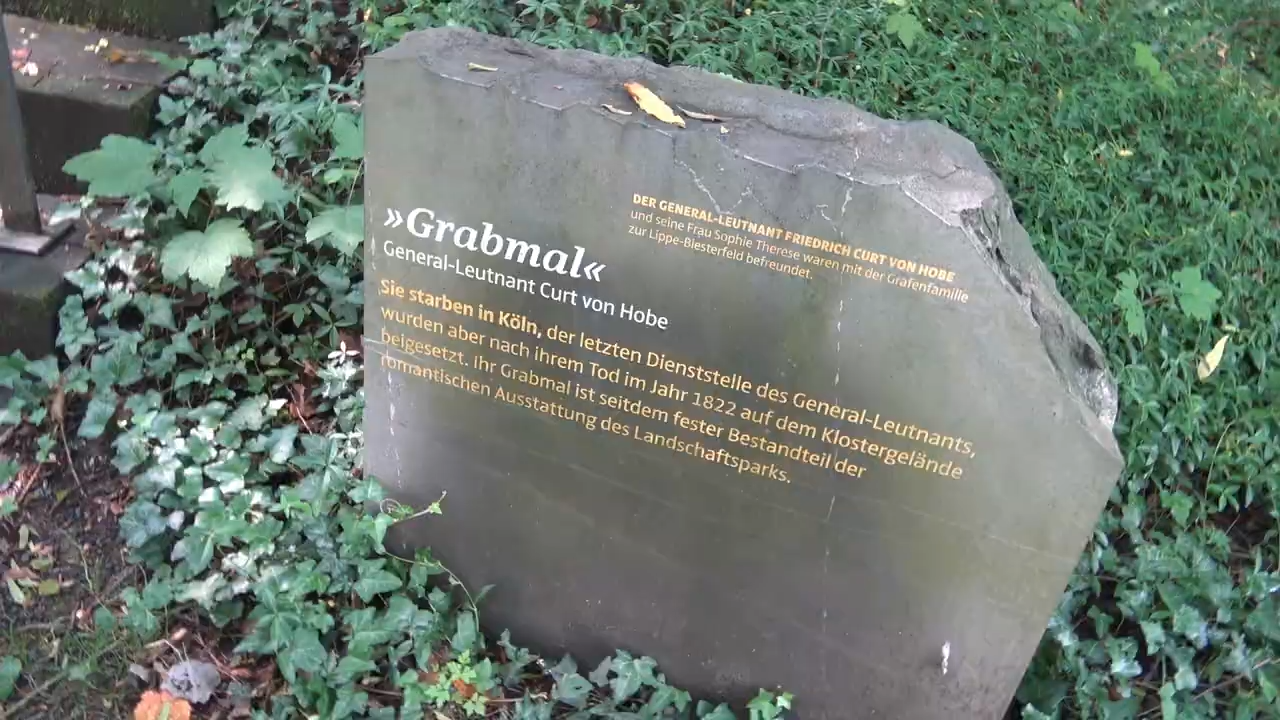 »Grabmal«
General-Leutnant Curt von Hobe
DER GENERAL-LEUTNANT FRIEDRICH CURT VON HOBE
und seine Frau Sophie Therese waren mit der Grafenfamilie
zur Lippe-Biesterfeld befreundet.
Sie starben in Köln, der letzten Dienststelle des General-Leutnants,
wurden aber nach ihrem Tod im Jahr 1822 auf dem Klostergelände
beigesetzt. Ihr Grabmal ist seitdem fester Bestandteil der
romantischen Ausstattung des Landschaftsparks.